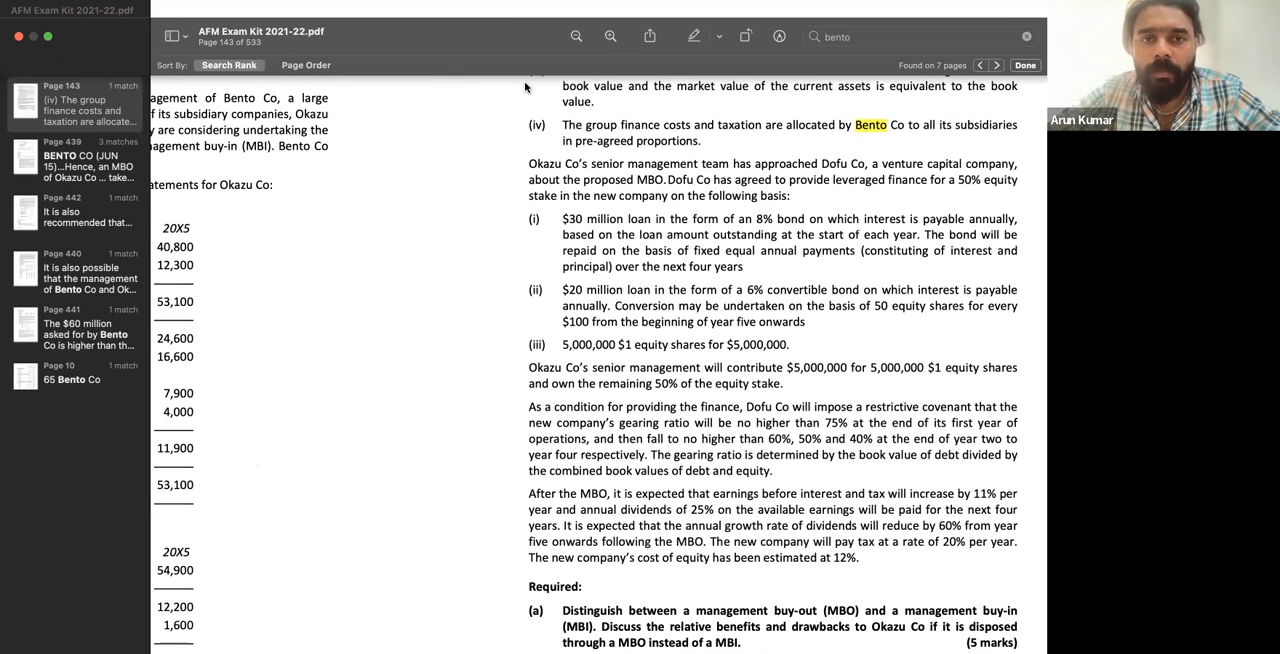 AFM Exam Kit 2021-22.pdf
AFM Exam Kit 2021-22.pdf
Page 143 of 533
bento
Sort By:
Search Rank
Page Order
Found on 7 pages
Done
Page 143
1 match
(iv) The group
finance costs and
taxation are allocate...
Page 439
3 matches
BENTO CO (JUN
15)...Hence, an MBO
of Okazu Co ... take...
Page 442
1 match
It is also
recommended that...
Page 440
1 match
It is also possible
that the management
of Bento Co and Ok...
Page 441
1 match
The $60 million
asked for by Bento
Co is higher than th...
Page 10
1 match
65 Bento Co
agement of Bento Co, a large
f its subsidiary companies, Okazu
y are considering undertaking the
agement buy-in (MBI). Bento Co
atements for Okazu Co:
20X5
40,800
12,300
53,100
24,600
16,600
7,900
4,000
11,900
53,100
20X5
54,900
12,200
1,600
book value and the market value of the current assets is equivalent to the book
value.
(iv) The group finance costs and taxation are allocated by Bento Co to all its subsidiaries
in pre-agreed proportions.
Okazu Co's senior management team has approached Dofu Co, a venture capital company,
about the proposed MBO. Dofu Co has agreed to provide leveraged finance for a 50% equity
stake in the new company on the following basis:
(i) $30 million loan in the form of an 8% bond on which interest is payable annually,
based on the loan amount outstanding at the start of each year. The bond will be
repaid on the basis of fixed equal annual payments (constituting of interest and
principal) over the next four years
(ii) $20 million loan in the form of a 6% convertible bond on which interest is payable
annually. Conversion may be undertaken on the basis of 50 equity shares for every
$100 from the beginning of year five onwards
(iii) 5,000,000 $1 equity shares for $5,000,000.
Okazu Co's senior management will contribute $5,000,000 for 5,000,000 $1 equity shares
and own the remaining 50% of the equity stake.
As a condition for providing the finance, Dofu Co will impose a restrictive covenant that the
new company's gearing ratio will be no higher than 75% at the end of its first year of
operations, and then fall to no higher than 60%, 50% and 40% at the end of year two to
year four respectively. The gearing ratio is determined by the book value of debt divided by
the combined book values of debt and equity.
After the MBO, it is expected that earnings before interest and tax will increase by 11% per
year and annual dividends of 25% on the available earnings will be paid for the next four
years. It is expected that the annual growth rate of dividends will reduce by 60% from year
five onwards following the MBO. The new company will pay tax at a rate of 20% per year.
The new company's cost of equity has been estimated at 12%.
Required:
(a) Distinguish between a management buy-out (MBO) and a management buy-in
(MBI). Discuss the relative benefits and drawbacks to Okazu Co if it is disposed
through a MBO instead of a MBI. (5 marks)
Arun Kumar